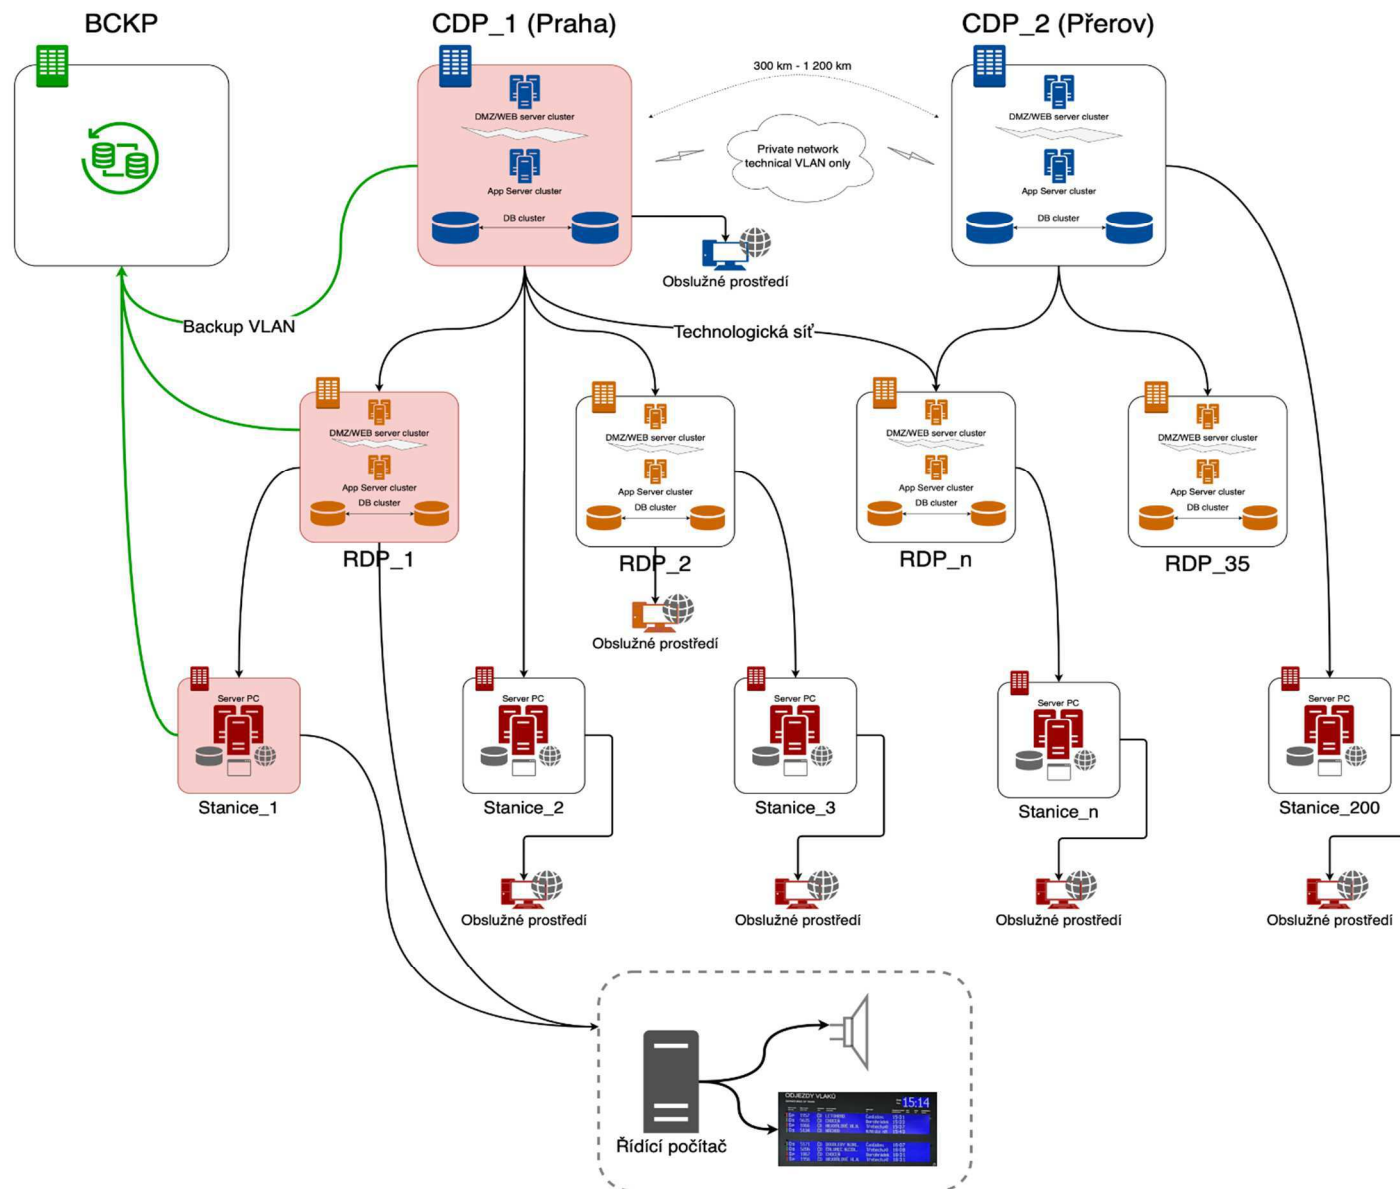 BCKP
CDP_1 (Praha)
CDP_2 (Přerov)
300 km - 1 200 km
DMZ/WEB server cluster
DMZ/WEB server cluster
Private network
technical VLAN only
App Server cluster
App Server cluster
DB cluster
DB cluster
Obslužné prostředí
Backup VLAN
Technologická síť
DMZ/WEB server cluster
DMZ/WEB server cluster
DMZ/WEB server cluster
DMZ/WEB server cluster
App Server cluster
App Server cluster
App Server cluster
App Server cluster
DB cluster
DB cluster
DB cluster
DB cluster
RDP_1
RDP_2
RDP_n
RDP_35
Obslužné prostředí
Server PC
Server PC
Server PC
Server PC
Server PC
Stanice_1
Stanice_2
Stanice_3
Stanice_n
Stanice_200
Obslužné prostředí
Obslužné prostředí
Obslužné prostředí
Obslužné prostředí
Řídící počítač
ODJEZDY VLAKŮ
15:14